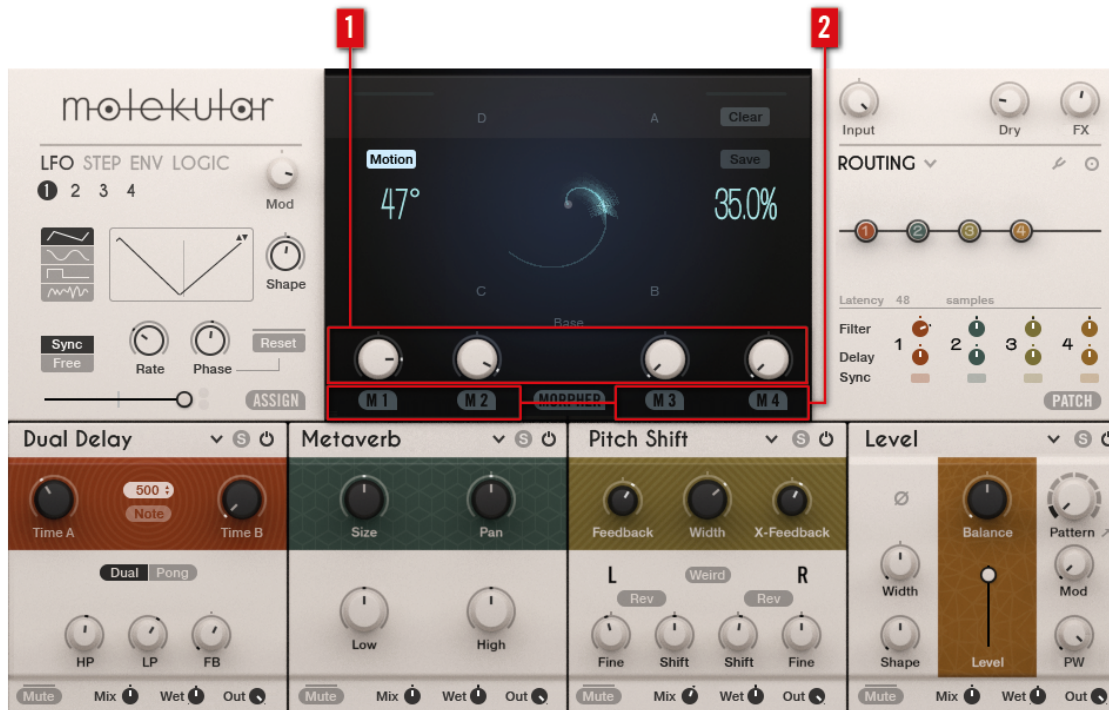 1
2
molekular
LFO STEP ENV LOGIC
1 2 3 4
Mod
Shape
Sync
Free
Rate
Phase
Reset
ASSIGN
D
A
Clear
Motion
Save
47°
35.0%
C
B
Base
M 1
M 2
MORPHER
M 3
M 4
Input
Dry
FX
ROUTING
1 2 3 4
Latency 48 samples
Filter
1 2 3 4
Delay
Sync
PATCH
Dual Delay
S
Time A
500
Note
Time B
Dual Pong
HP
LP
FB
Mute Mix Wet Out
Metaverb
S
Size
Pan
Low
High
Mute Mix Wet Out
Pitch Shift
S
Feedback
Width
X-Feedback
L
Weird
R
Rev
Rev
Fine
Shift
Shift
Fine
Mute Mix Wet Out
Level
S
Ø
Balance
Pattern
Width
Mod
Shape
Level
PW
Mute Mix Wet Out